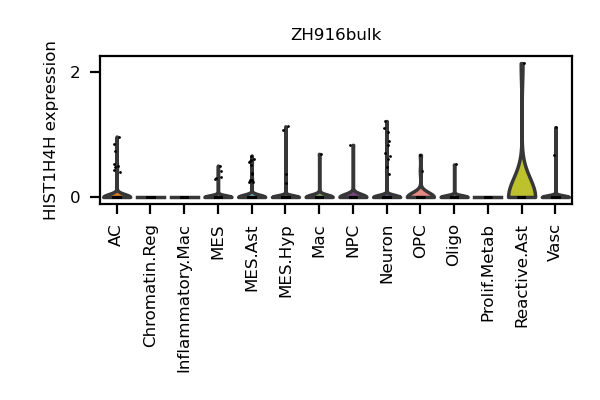 ZH916bulk
HIST1H4H expression
2
0
AC
Chromatin.Reg
Inflammatory.Mac
MES
MES.Ast
MES.Hyp
Mac
NPC
Neuron
OPC
Oligo
Prolif.Metab
Reactive.Ast
Vasc